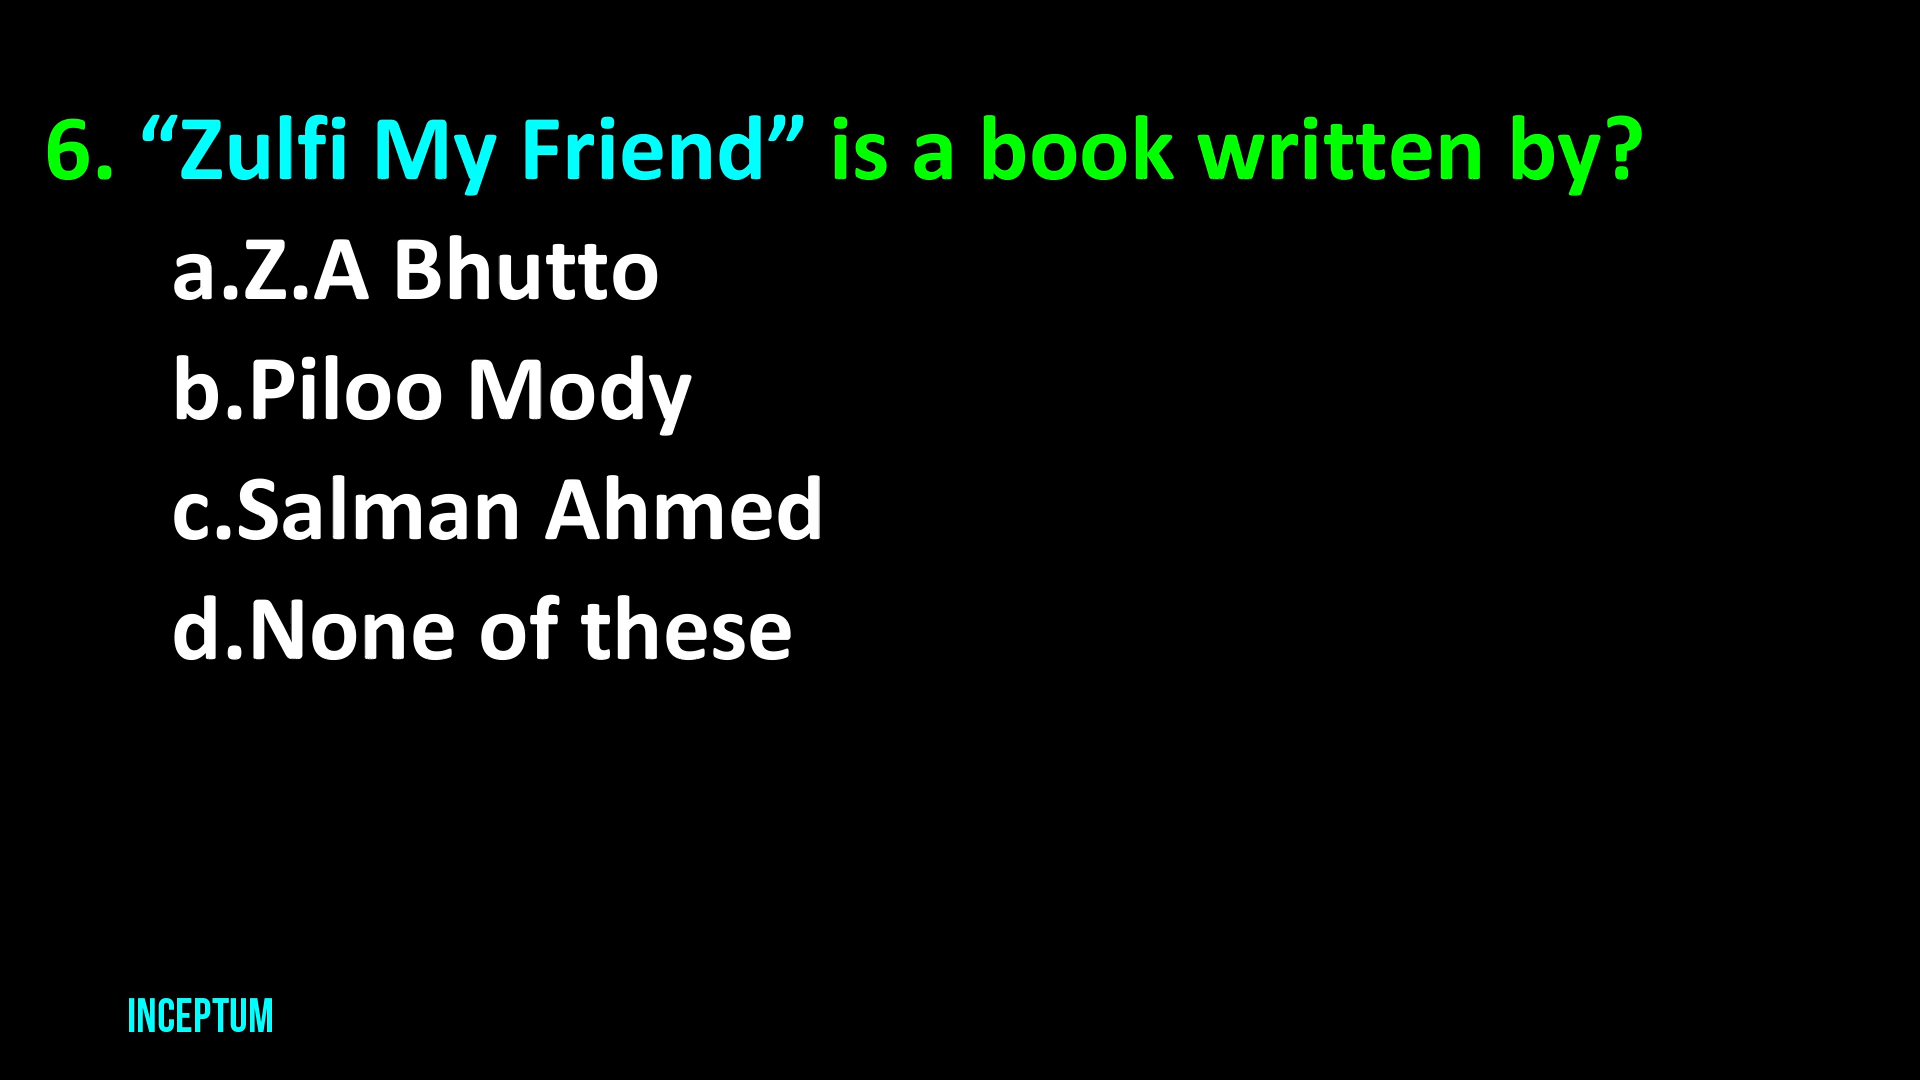 6. “Zulfi My Friend” is a book written by?
a.Z.A Bhutto
b.Piloo Mody
c.Salman Ahmed
d.None of these
INCEPTUM